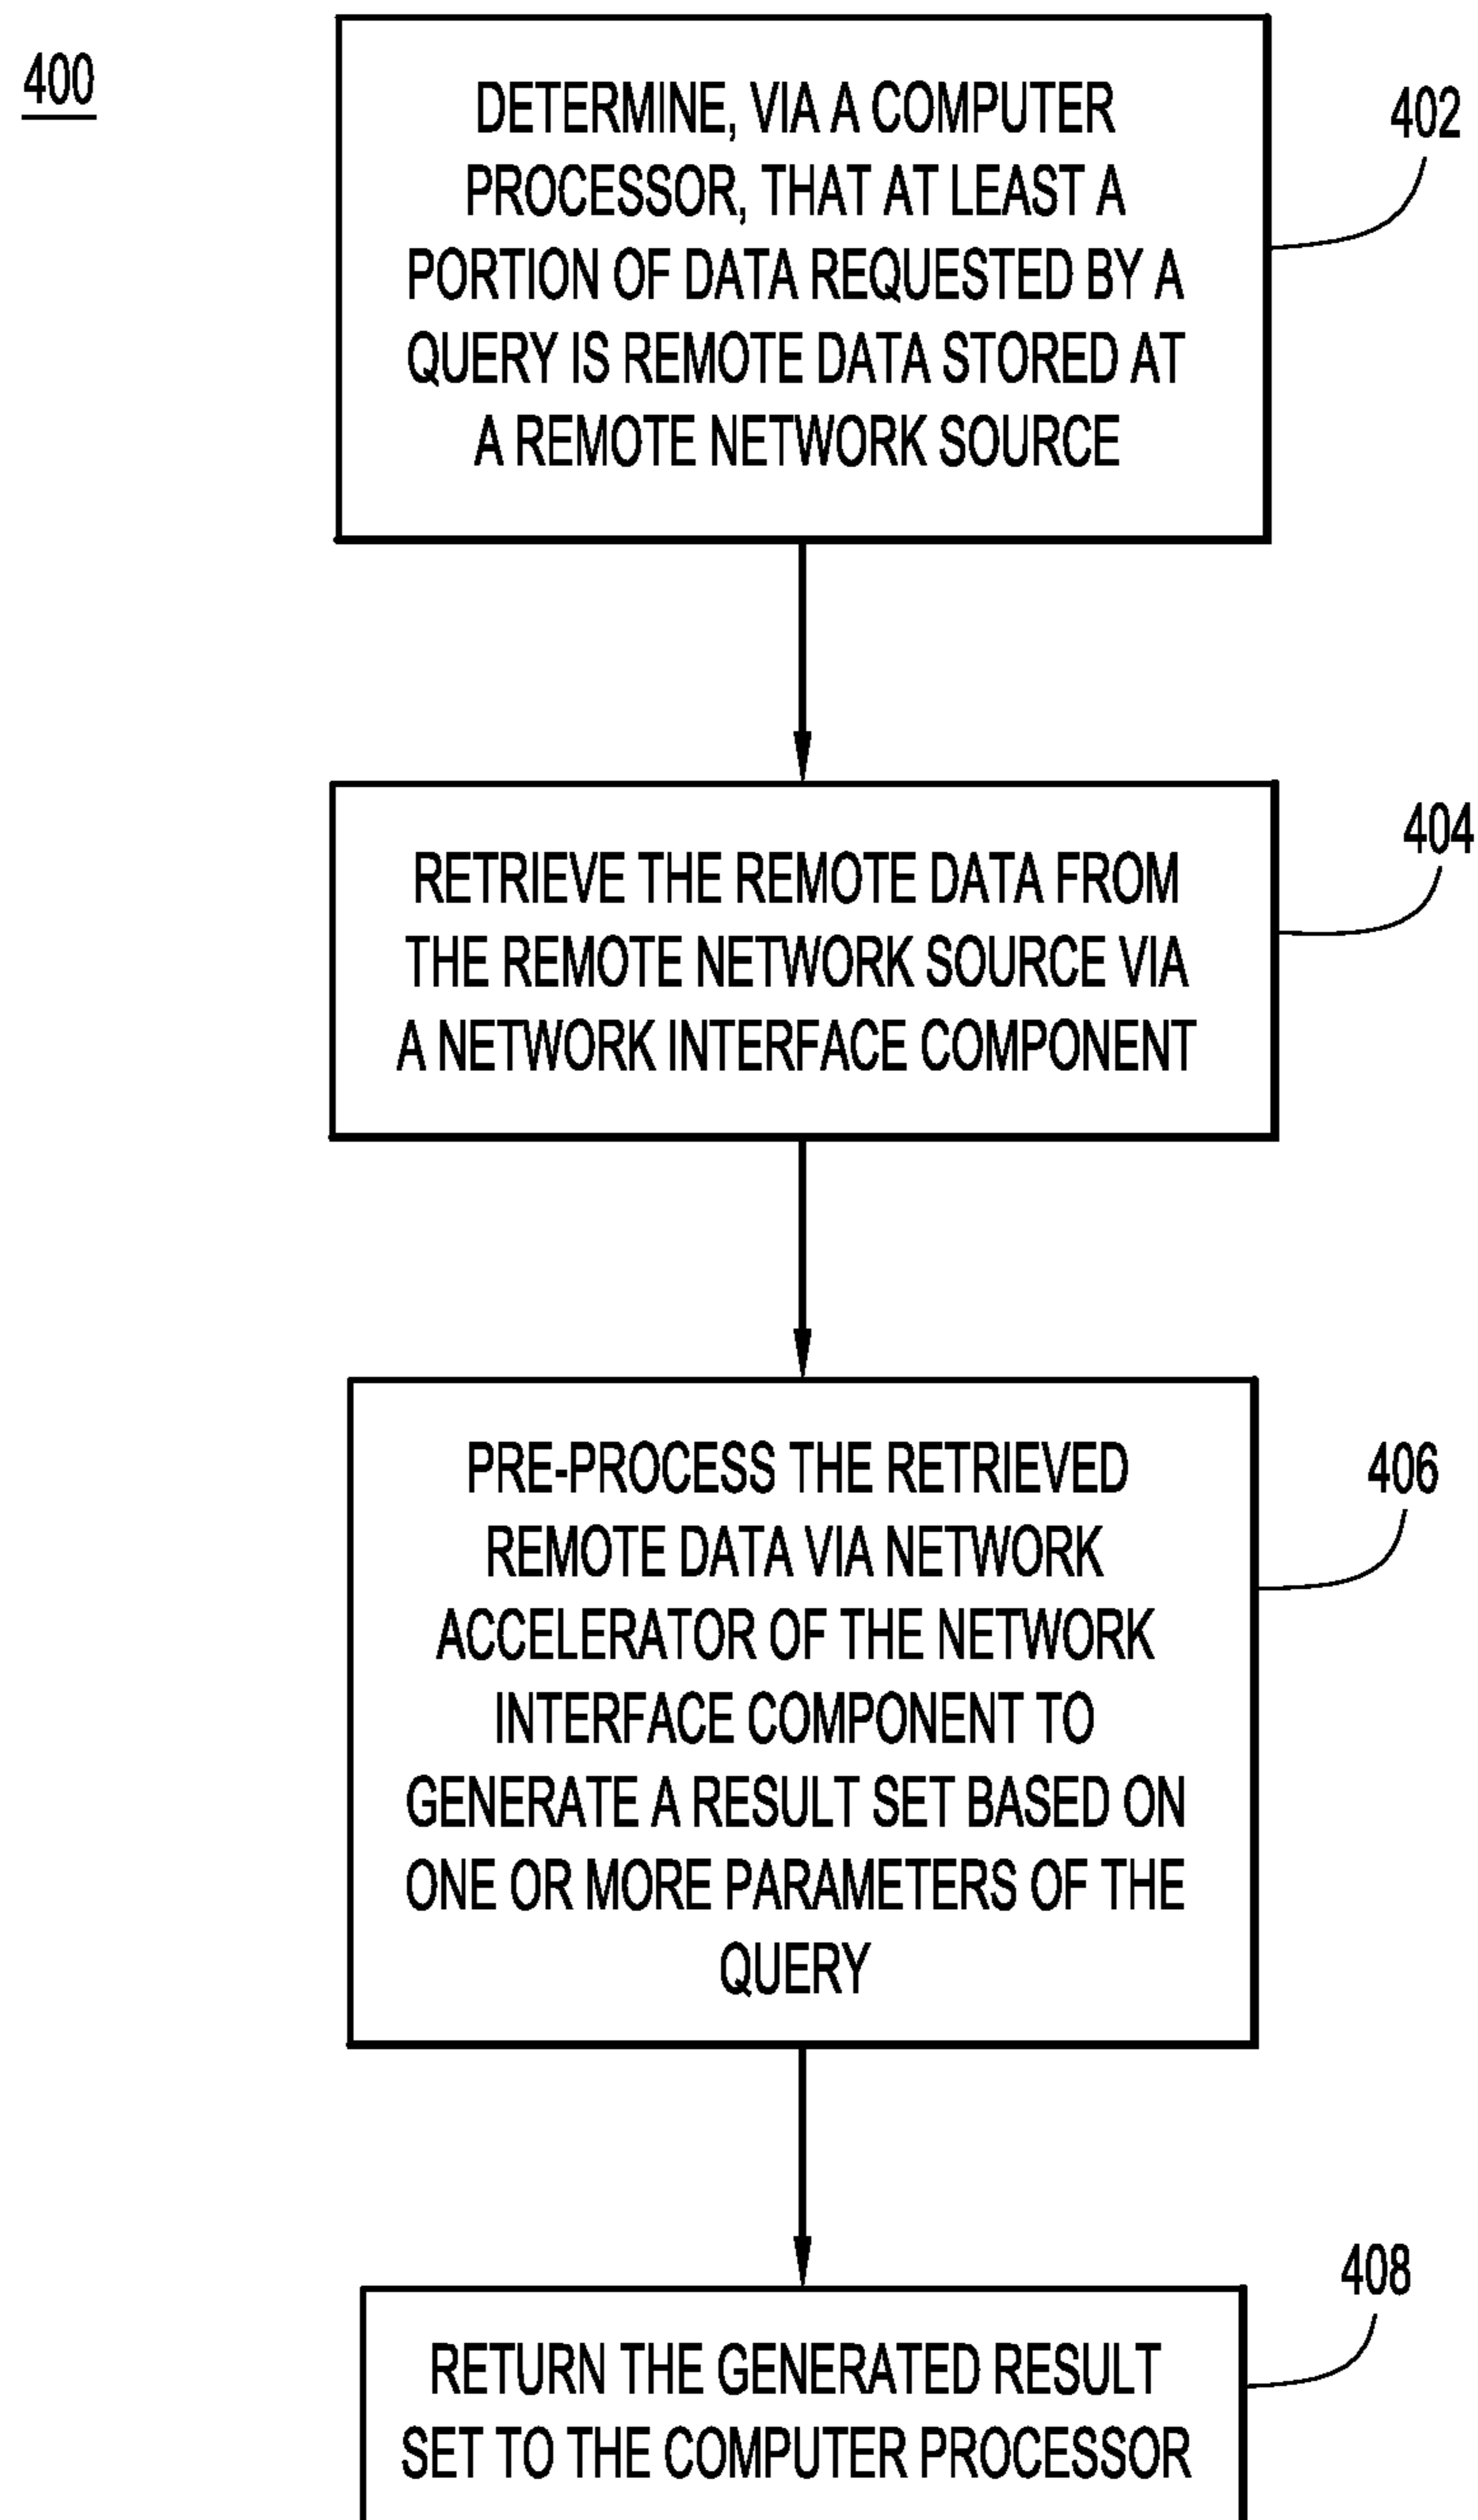 400
DETERMINE, VIA A COMPUTER
PROCESSOR, THAT AT LEAST A
PORTION OF DATA REQUESTED BY A
QUERY IS REMOTE DATA STORED AT
A REMOTE NETWORK SOURCE
402
RETRIEVE THE REMOTE DATA FROM
THE REMOTE NETWORK SOURCE VIA
A NETWORK INTERFACE COMPONENT
404
PRE-PROCESS THE RETRIEVED
REMOTE DATA VIA NETWORK
ACCELERATOR OF THE NETWORK
INTERFACE COMPONENT TO
GENERATE A RESULT SET BASED ON
ONE OR MORE PARAMETERS OF THE
QUERY
406
RETURN THE GENERATED RESULT
SET TO THE COMPUTER PROCESSOR
408